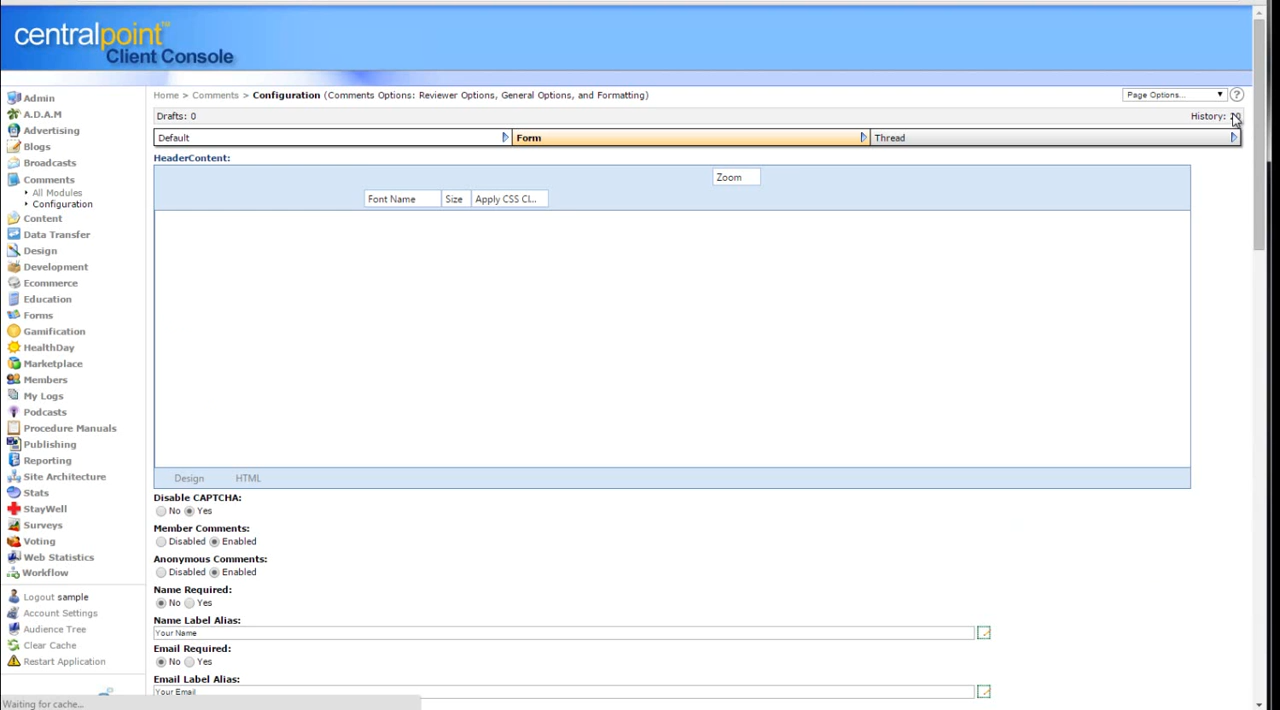 centralpoint™
Client Console
Admin
A.D.A.M
Advertising
Blogs
Broadcasts
Comments
All Modules
Configuration
Content
Data Transfer
Design
Development
Ecommerce
Education
Forms
Gamification
HealthDay
Marketplace
Members
My Logs
Podcasts
Procedure Manuals
Publishing
Reporting
Site Architecture
Stats
StayWell
Surveys
Voting
Web Statistics
Workflow
Logout sample
Account Settings
Audience Tree
Clear Cache
Restart Application
Home > Comments > Configuration (Comments Options: Reviewer Options, General Options, and Formatting)
Page Options...
Drafts: 0
History:
Default
Form
Thread
HeaderContent:
Zoom
Font Name
Size
Apply CSS Cl...
Design
HTML
Disable CAPTCHA:
No Yes
Member Comments:
Disabled Enabled
Anonymous Comments:
Disabled Enabled
Name Required:
No Yes
Name Label Alias:
Your Name
Email Required:
No Yes
Email Label Alias:
Your Email
Waiting for cache...